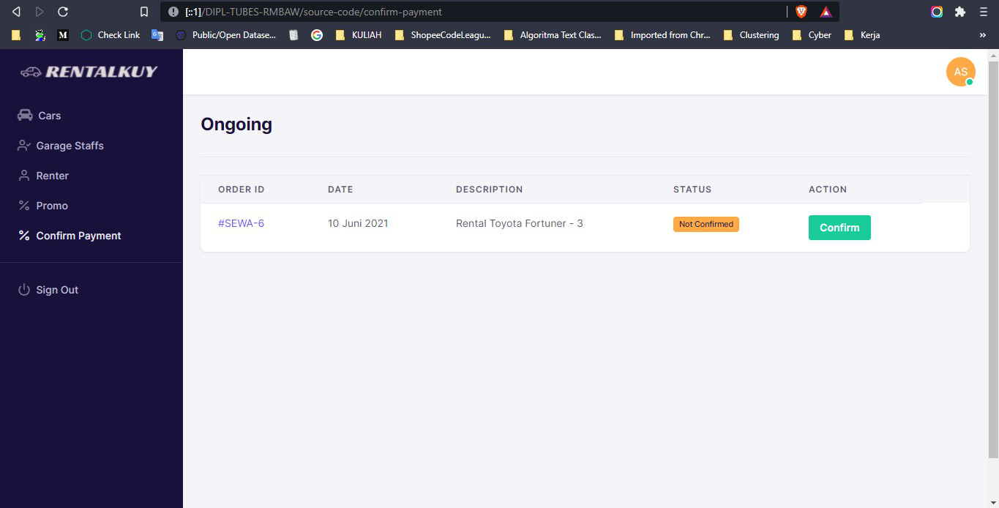 [::1]/DIPL-TUBES-RMBAW/source-code/confirm-payment
M Check Link Public/Open Datase... KULIAH ShopeeCodeLeagu... Algoritma Text Clas... Imported from Chr... Clustering Cyber Kerja »
RENTALKUY
AS
Cars
Garage Staffs
Renter
Promo
Confirm Payment
Sign Out
Ongoing
ORDER ID DATE DESCRIPTION STATUS ACTION
#SEWA-6 10 Juni 2021 Rental Toyota Fortuner - 3 Not Confirmed Confirm